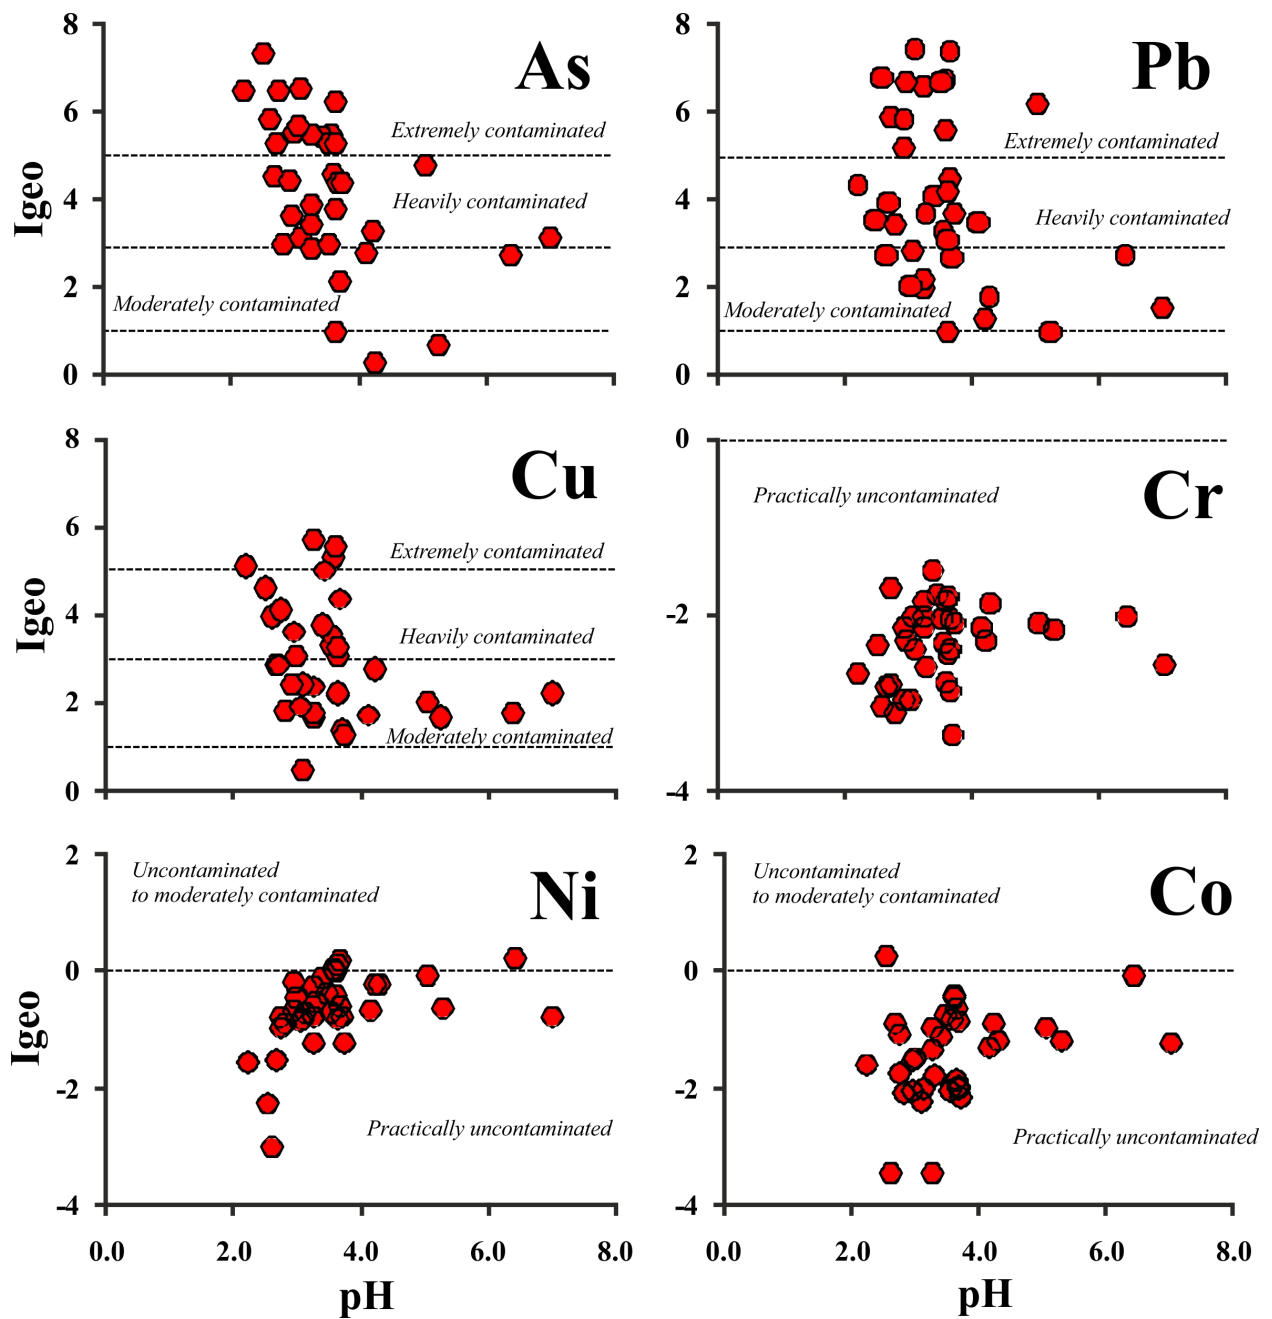 As
Igeo
8
6
4
2
0
Extremely contaminated
Heavily contaminated
Moderately contaminated
Pb
8
6
4
2
0
Extremely contaminated
Heavily contaminated
Moderately contaminated
Cu
Igeo
8
6
4
2
0
Extremely contaminated
Heavily contaminated
Moderately contaminated
Cr
0
-2
-4
Practically uncontaminated
Ni
Igeo
2
0
-2
-4
Uncontaminated
to moderately contaminated
Practically uncontaminated
0.0 2.0 4.0 6.0 8.0
pH
Co
2
0
-2
-4
Uncontaminated
to moderately contaminated
Practically uncontaminated
0.0 2.0 4.0 6.0 8.0
pH